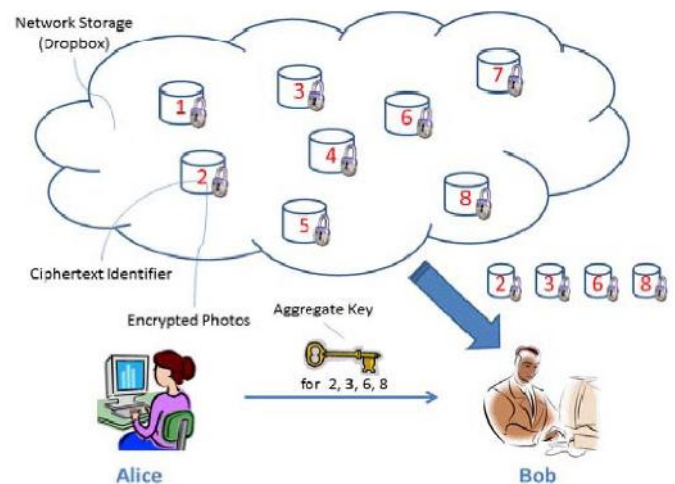 Network Storage
(Dropbox)
1
3
7
6
4
2
8
5
Ciphertext Identifier
Encrypted Photos
2 3 6 8
Aggregate Key
for 2, 3, 6, 8
Alice
Bob